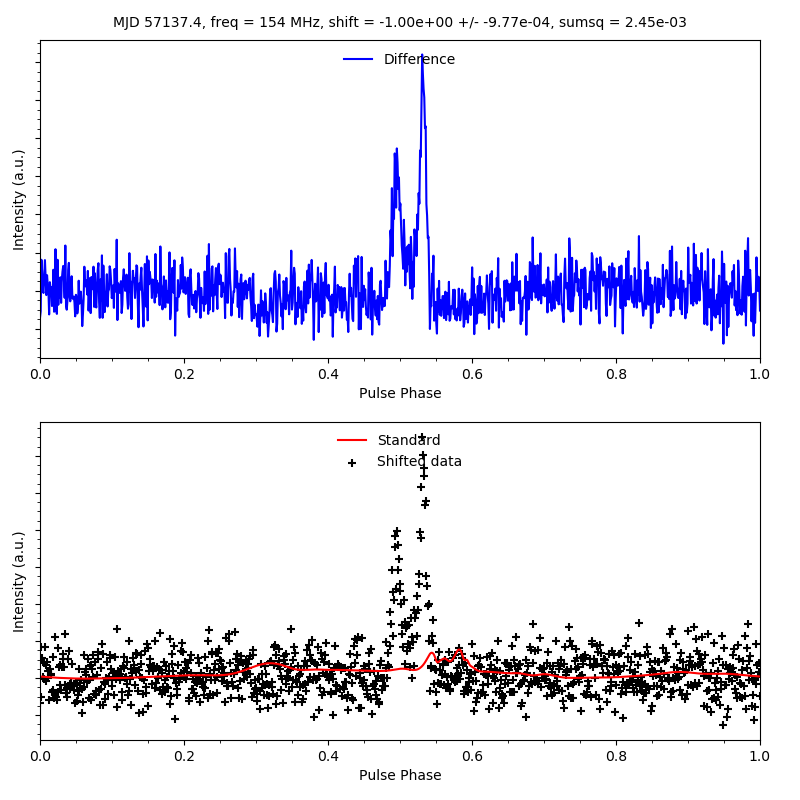 MJD 57137.4, freq = 154 MHz, shift = -1.00e+00 +/- -9.77e-04, sumsq = 2.45e-03
Difference
Intensity (a.u.)
0.0 0.2 0.4 0.6 0.8 1.0
Pulse Phase
Standard
Shifted data
Intensity (a.u.)
0.0 0.2 0.4 0.6 0.8 1.0
Pulse Phase